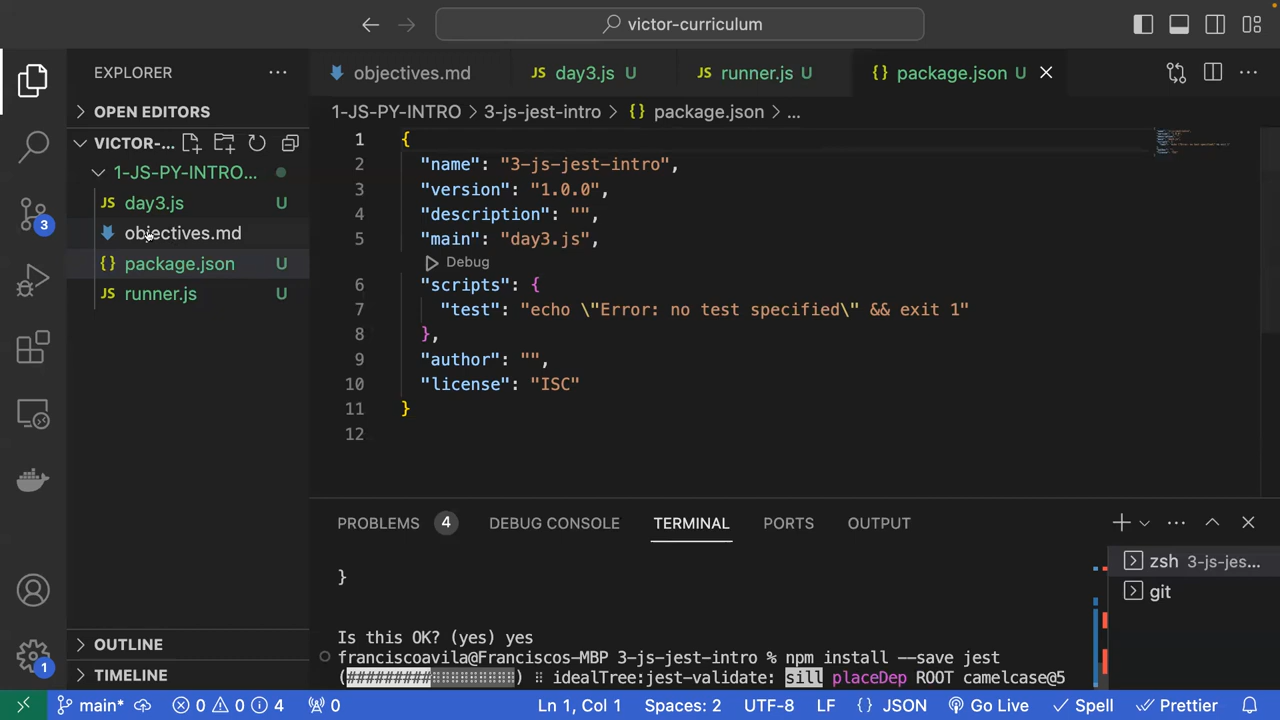 victor-curriculum
EXPLORER
OPEN EDITORS
VICTOR-...
1-JS-PY-INTRO...
JS day3.js U
objectives.md
{} package.json U
JS runner.js U
OUTLINE
TIMELINE
3
1
objectives.md
JS day3.js U
JS runner.js U
{} package.json U
1-JS-PY-INTRO > 3-js-jest-intro > {} package.json > ...
1 {
2 "name": "3-js-jest-intro",
3 "version": "1.0.0",
4 "description": "",
5 "main": "day3.js",
Debug
6 "scripts": {
7 "test": "echo \"Error: no test specified\" && exit 1"
8 },
9 "author": "",
10 "license": "ISC"
11 }
12
PROBLEMS 4 DEBUG CONSOLE TERMINAL PORTS OUTPUT
}
Is this OK? (yes) yes
franciscoavila@Franciscos-MBP 3-js-jest-intro % npm install --save jest
(#########⠂⠂⠂⠂⠂⠂⠂⠂⠂) ⠏ idealTree:jest-validate: sill placeDep ROOT camelcase@5
zsh 3-js-jes...
git
main* 0 0 4 0 Ln 1, Col 1 Spaces: 2 UTF-8 LF {} JSON Go Live Spell Prettier